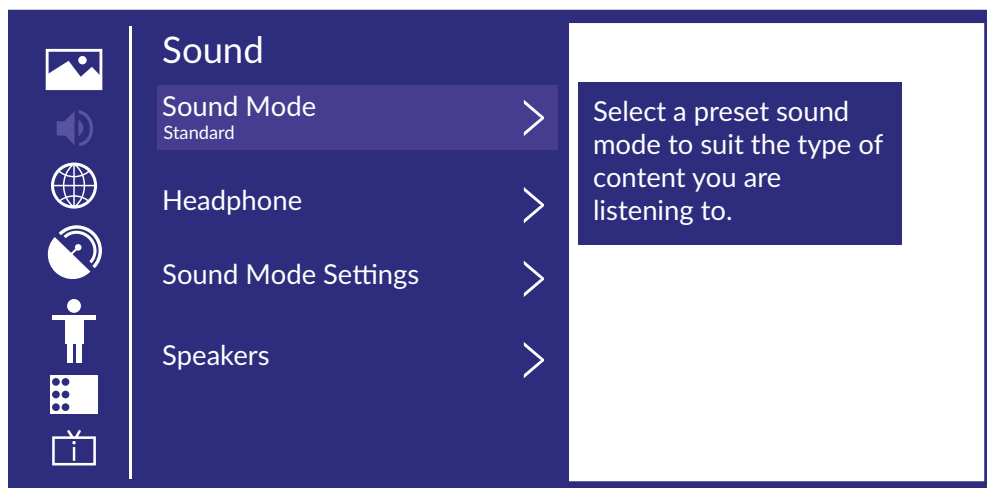 Sound
Sound Mode
Standard
Headphone
Sound Mode Settings
Speakers
Select a preset sound
mode to suit the type of
content you are
listening to.